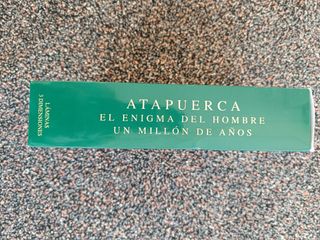 ATAPUERCA
EL ENIGMA DEL HOMBRE
UN MILLÓN DE AÑOS
LÁMINAS
3 DIMENSIONES